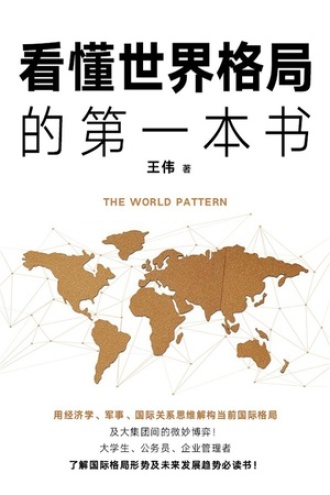 看懂世界格局
的第一本书
王伟 著
THE WORLD PATTERN
用经济学、军事、国际关系思维解构当前国际格局
及大集团间的微妙博弈！
大学生、公务员、企业管理者
了解国际格局形势及未来发展趋势必读书！